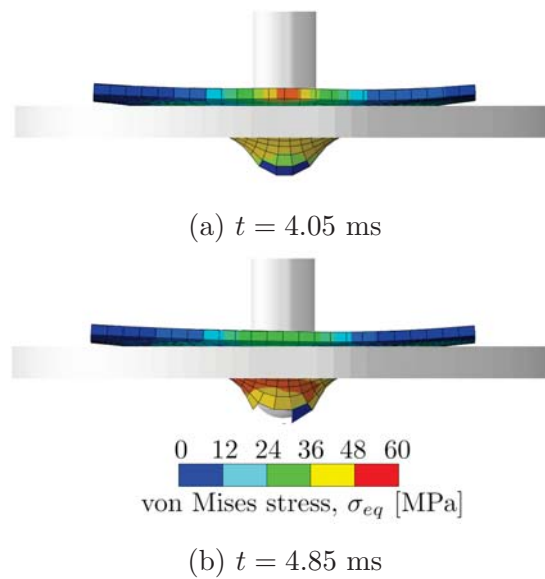 (a) t = 4.05 ms
0 12 24 36 48 60
von Mises stress, σeq [MPa]
(b) t = 4.85 ms